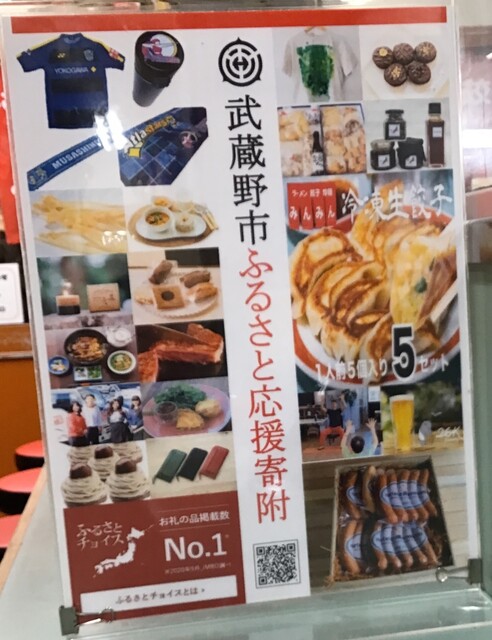 武蔵野市ふるさと応援寄附
YOKOGAWA
MUSASHINO
ラーメン 餃子
みんみん
冷凍生餃子
1人前5個入り 5セット
ふるさと
チョイス
お礼の品掲載数
No.1
ふるさとチョイスとは